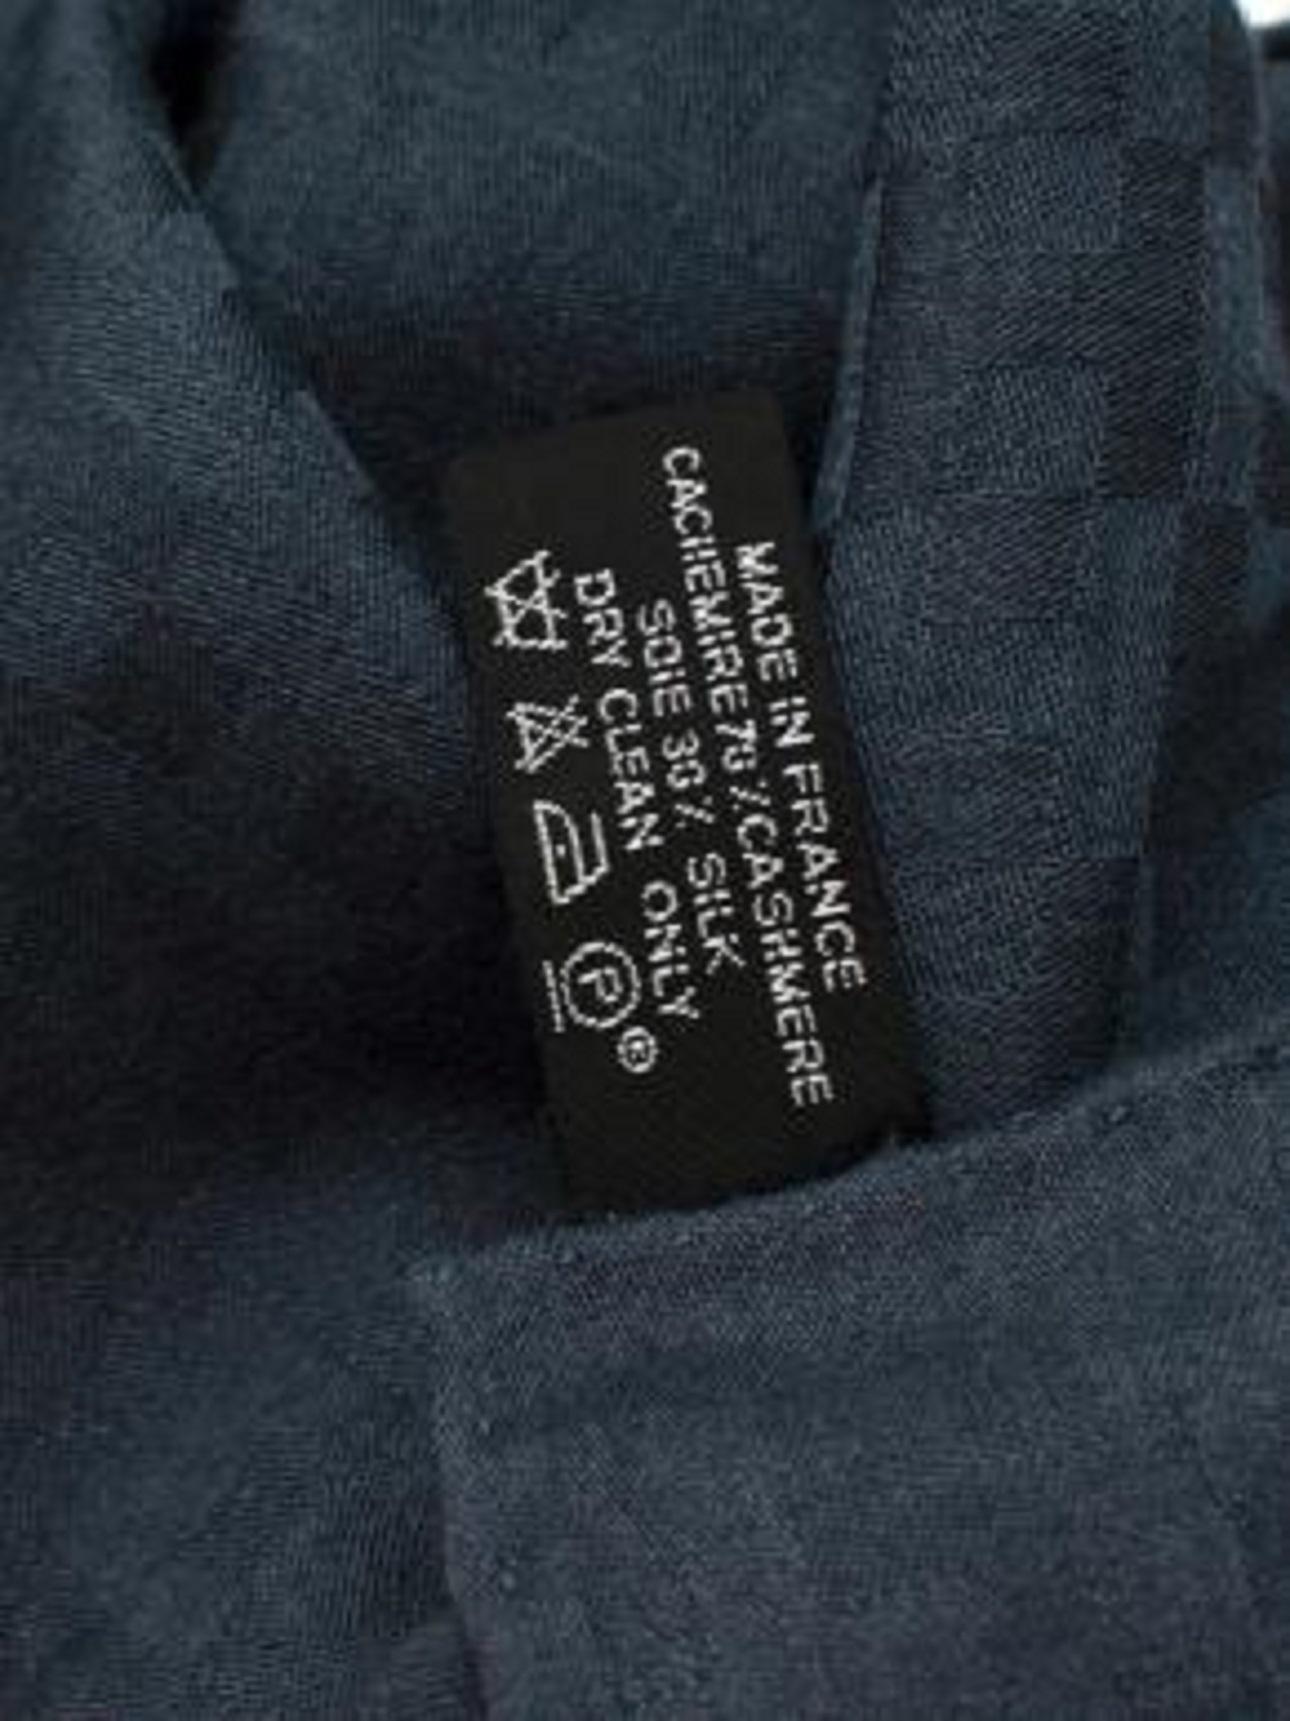 MADE IN FRANCE
CACHEMIRE 70% CASHMERE
SOIE 30% SILK
DRY CLEAN ONLY
P ®